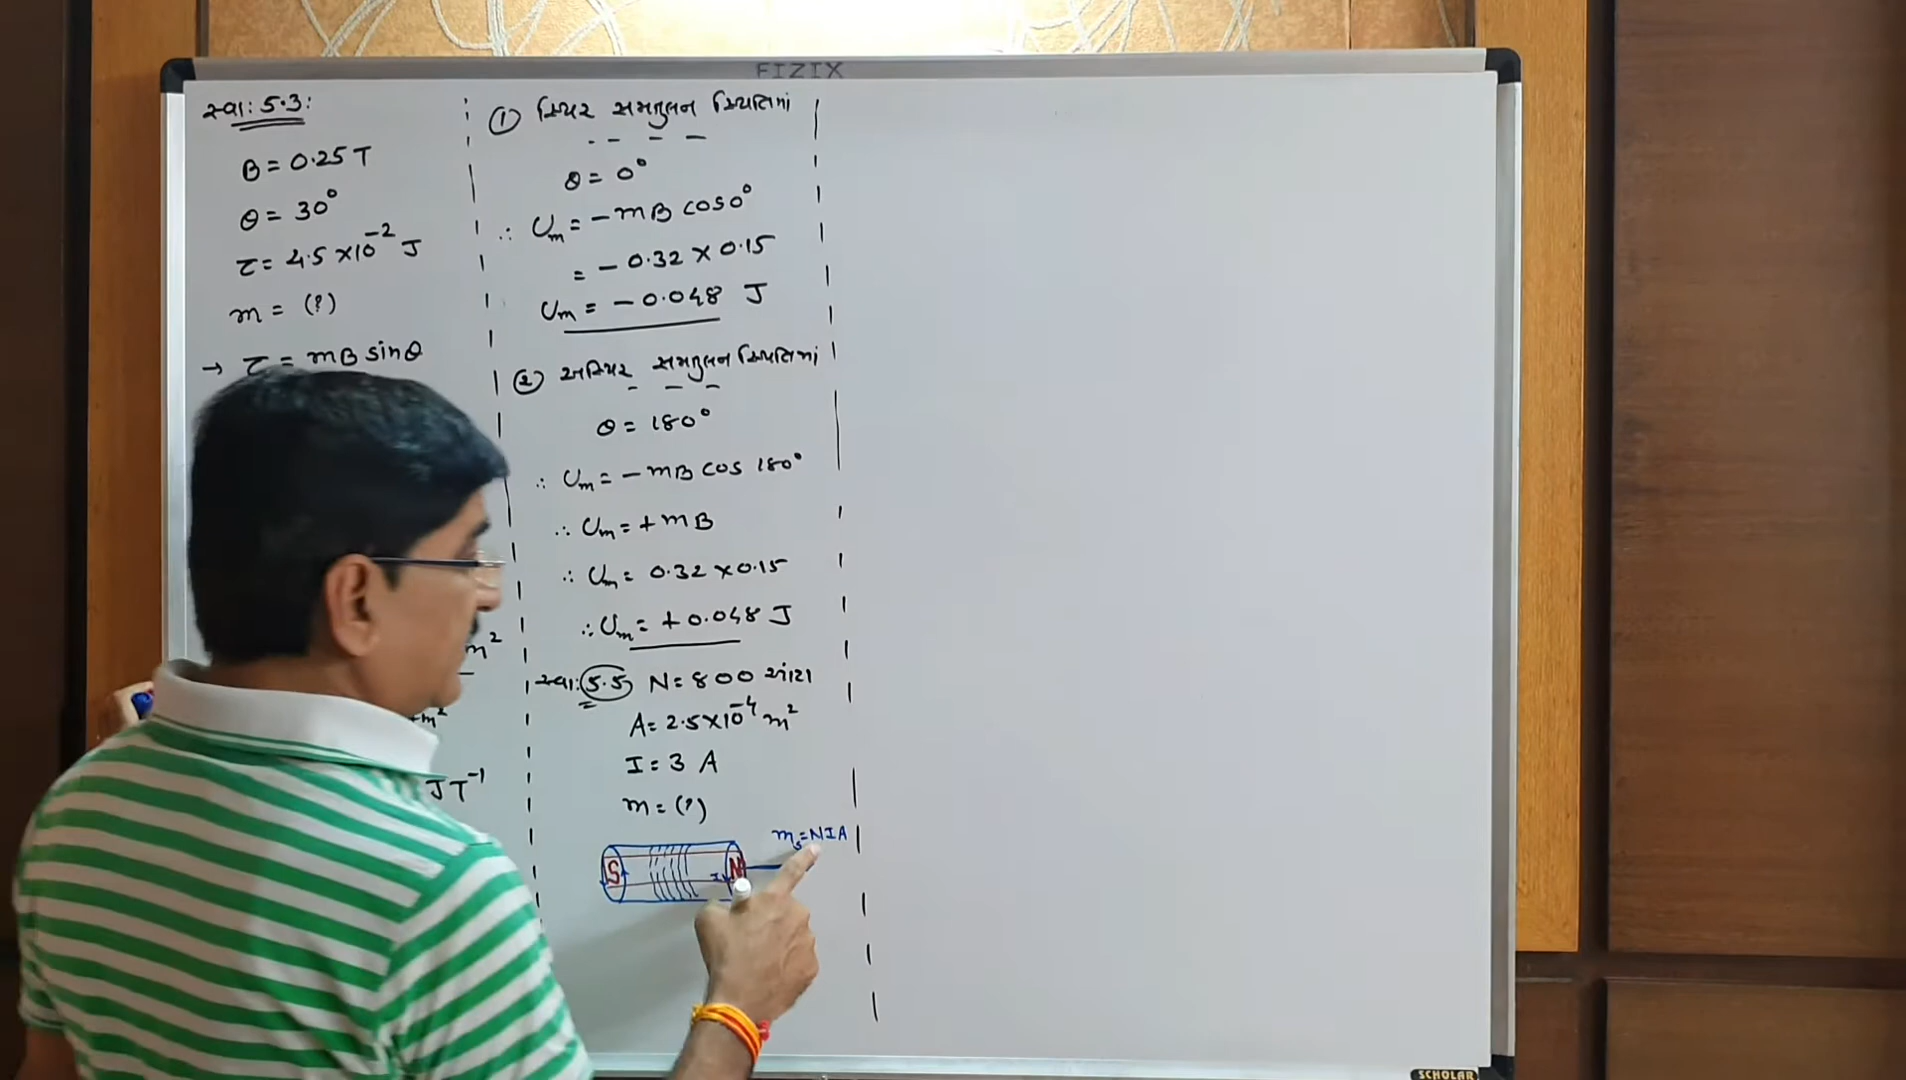 FIZIX
સ્વા: 5.3:
B = 0.25 T
θ = 30°
τ = 4.5 × 10⁻² J
m = (?)
→ τ = mB sinθ
m²
m²
J T⁻¹
① સ્થિર સમતુલન સ્થિતિમાં
θ = 0°
∴ Uₘ = − mB cos 0°
= − 0.32 × 0.15
Uₘ = − 0.048 J
② અસ્થિર સમતુલન સ્થિતિમાં
θ = 180°
∴ Uₘ = − mB cos 180°
∴ Uₘ = + mB
∴ Uₘ = 0.32 × 0.15
∴ Uₘ = + 0.048 J
સ્વા: 5.5 N = 800 આંટા
A = 2.5 × 10⁻⁴ m²
I = 3 A
m = (?)
mₛ = NIA
S I N
SCHOLAR